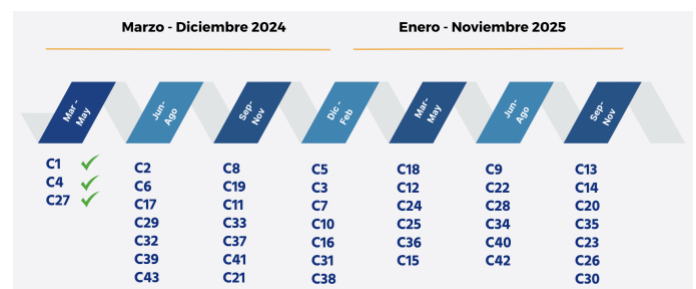 Marzo - Diciembre 2024
Enero - Noviembre 2025
Mar -
May
Jun-
Ago
Sep-
Nov
Dic -
Feb
Mar-
May
Jun-
Ago
Sep-
Nov
C1
C4
C27
C2
C6
C17
C29
C32
C39
C43
C8
C19
C11
C33
C37
C41
C21
C5
C3
C7
C10
C16
C31
C38
C18
C12
C24
C25
C36
C15
C9
C22
C28
C34
C40
C42
C13
C14
C20
C35
C23
C26
C30